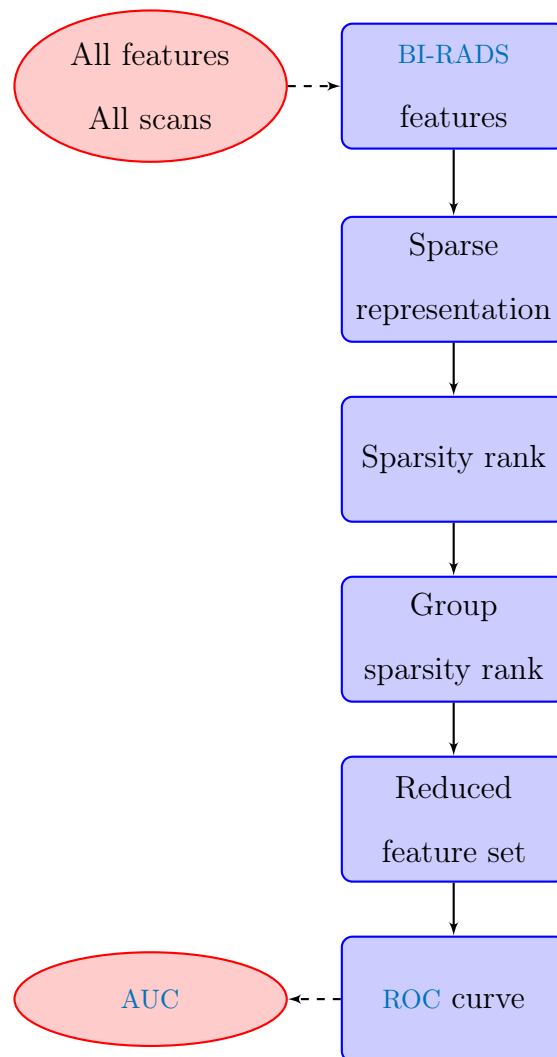 All features
All scans
BI-RADS
features
Sparse
representation
Sparsity rank
Group
sparsity rank
Reduced
feature set
ROC curve
AUC